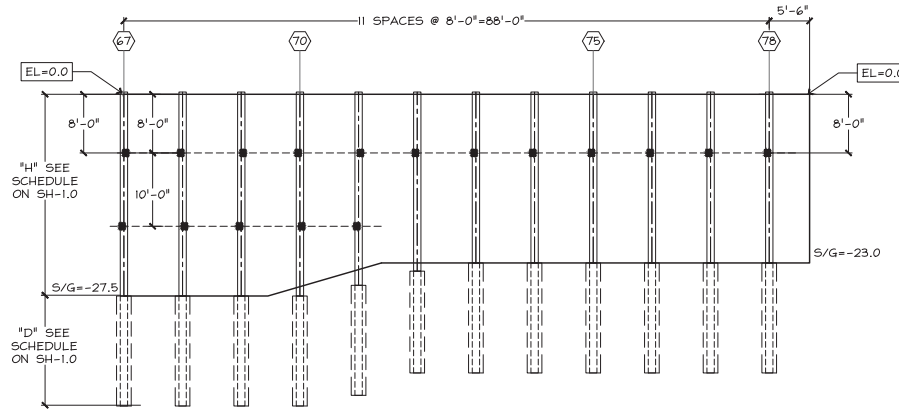 11 SPACES @ 8'-0"=88'-0"
5'-6"
67
70
75
78
EL=0.0
EL=0.0
8'-0"
8'-0"
8'-0"
"H" SEE
SCHEDULE
ON SH-1.0
10'-0"
S/G=-23.0
S/G=-27.5
"D" SEE
SCHEDULE
ON SH-1.0